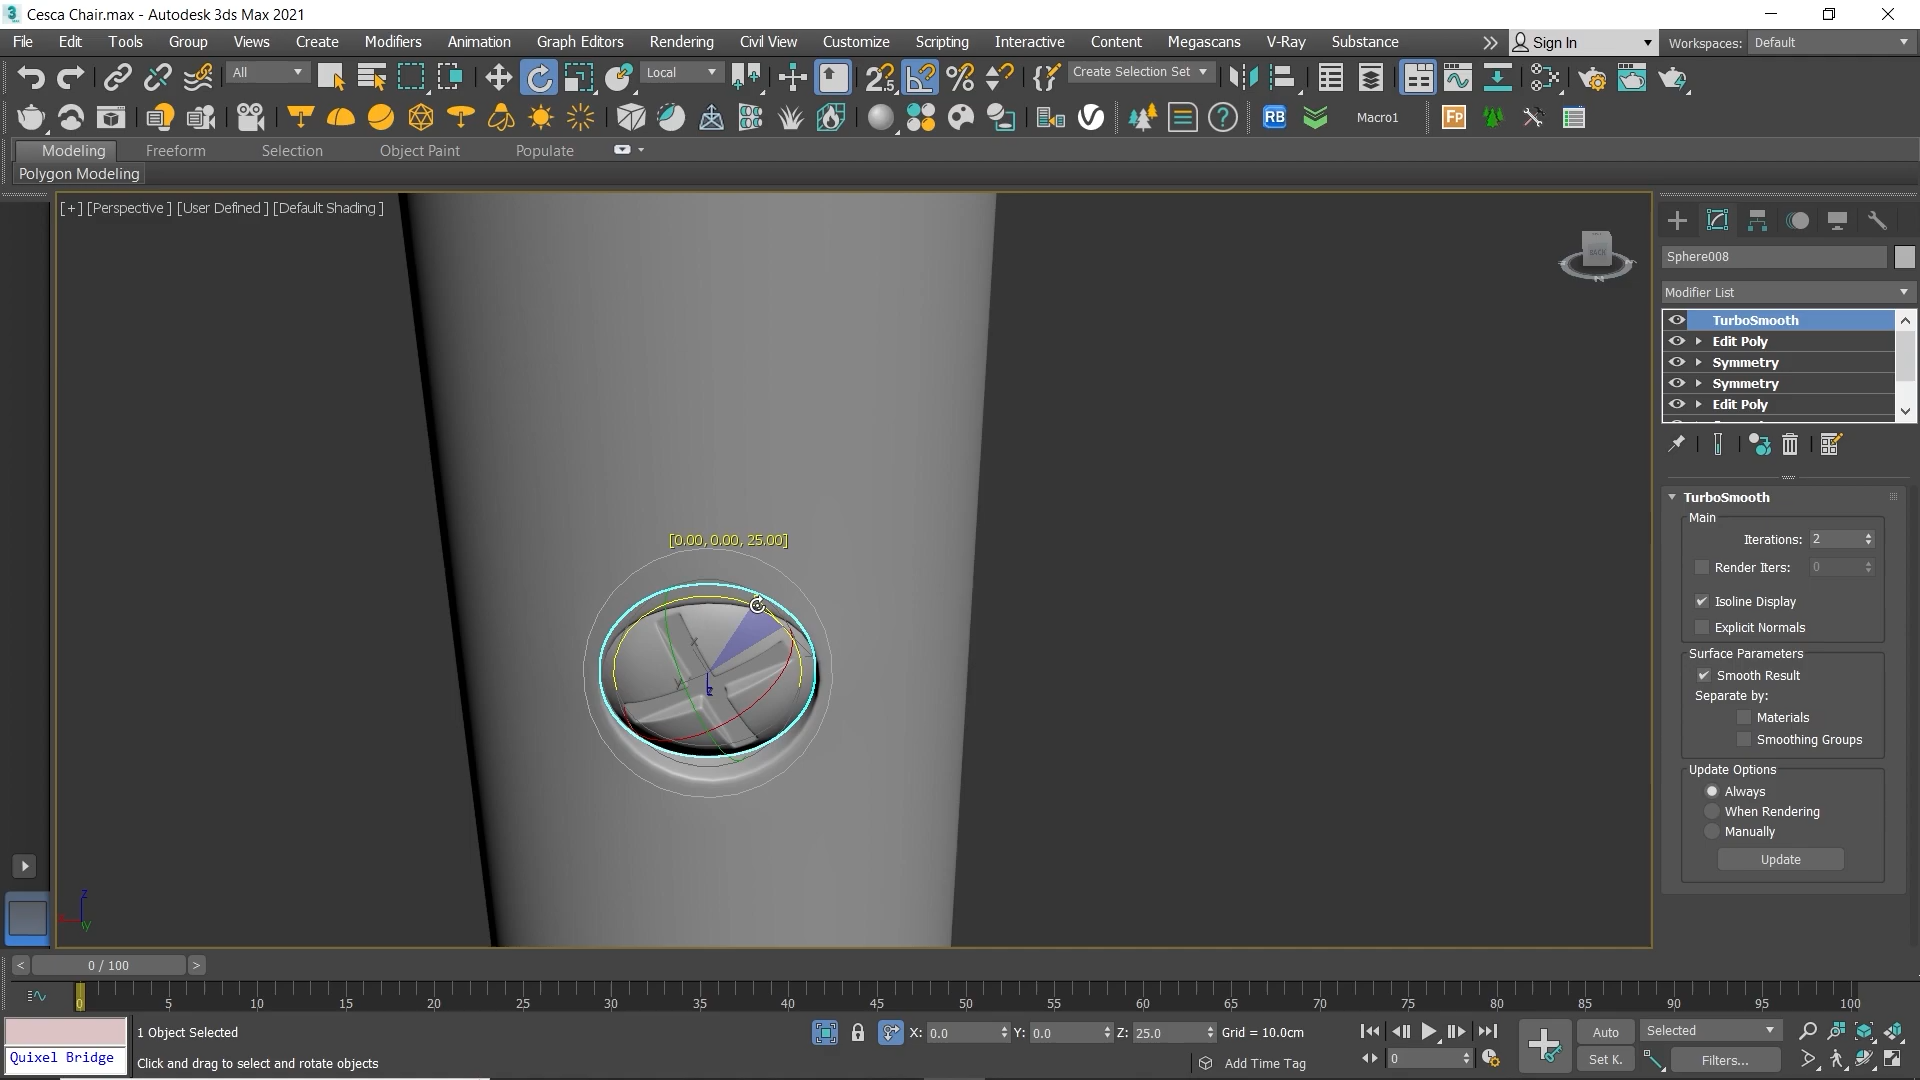 Cesca Chair.max - Autodesk 3ds Max 2021
File Edit Tools Group Views Create Modifiers Animation Graph Editors Rendering Civil View Customize Scripting Interactive Content Megascans V-Ray Substance Sign In Workspaces: Default
All Local 2.5 Create Selection Set
RB Macro1 Fp
Modeling Freeform Selection Object Paint Populate
Polygon Modeling
[+] [Perspective] [User Defined] [Default Shading]
BACK
N
Sphere008
Modifier List
TurboSmooth
Edit Poly
Symmetry
Symmetry
Edit Poly
TurboSmooth
Main
Iterations: 2
Render Iters: 0
Isoline Display
Explicit Normals
Surface Parameters
Smooth Result
Separate by:
Materials
Smoothing Groups
Update Options
Always
When Rendering
Manually
Update
[0.00, 0.00, 25.00]
x
y
z
z
x
y
< 0 / 100 >
0 5 10 15 20 25 30 35 40 45 50 55 60 65 70 75 80 85 90 95 100
1 Object Selected X: 0.0 Y: 0.0 Z: 25.0 Grid = 10.0cm Auto Selected
Quixel Bridge Click and drag to select and rotate objects Add Time Tag 0 Set K. Filters...